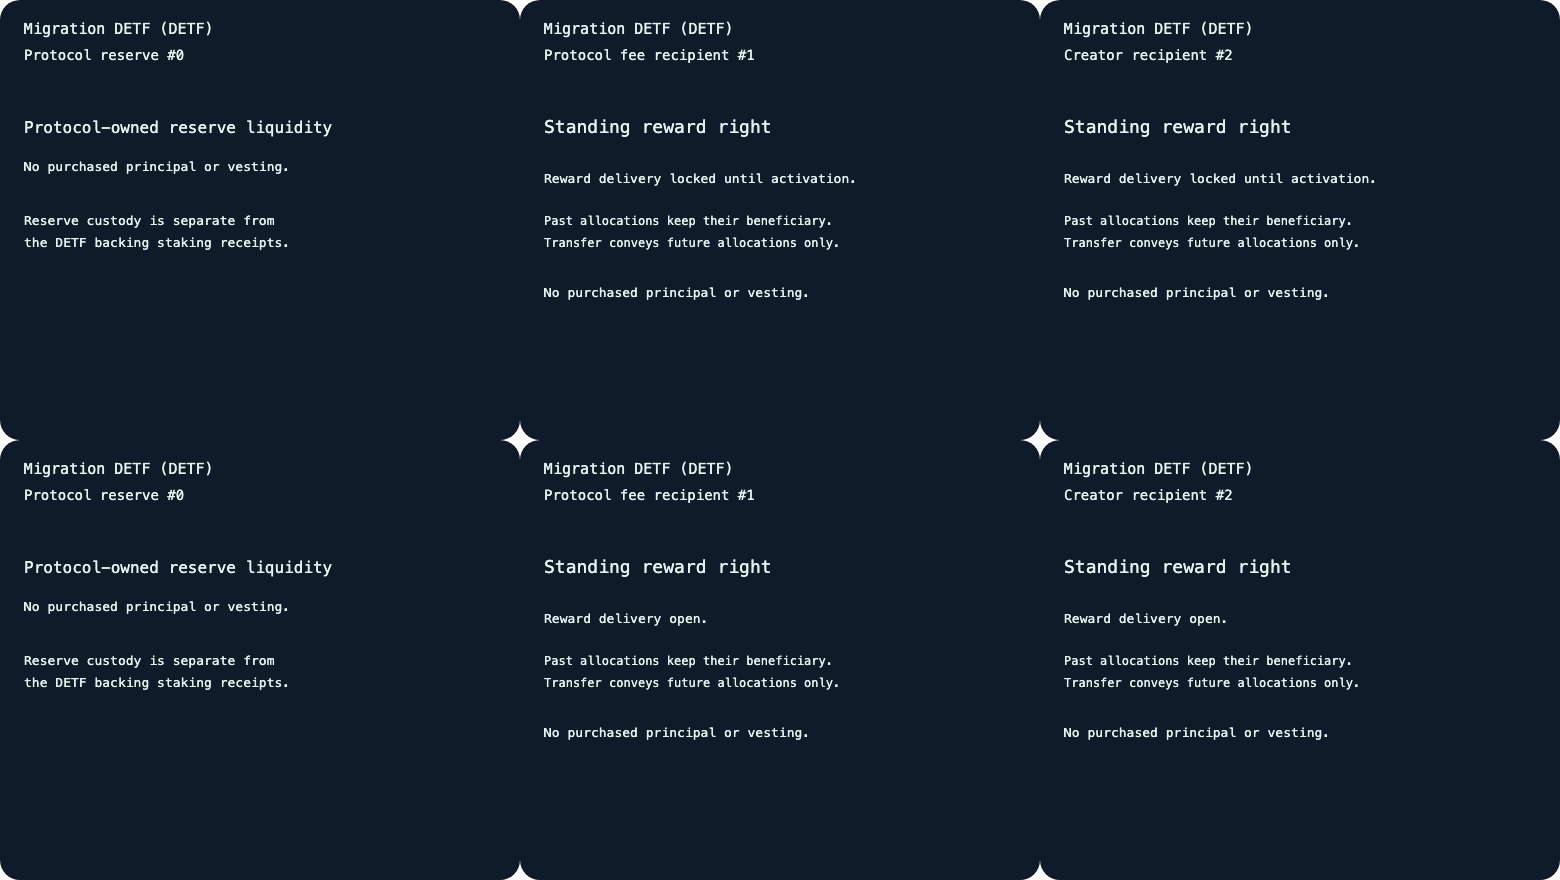 Migration DETF (DETF)
Protocol reserve #0
Protocol-owned reserve liquidity
No purchased principal or vesting.
Reserve custody is separate from
the DETF backing staking receipts.
Migration DETF (DETF)
Protocol fee recipient #1
Standing reward right
Reward delivery locked until activation.
Past allocations keep their beneficiary.
Transfer conveys future allocations only.
No purchased principal or vesting.
Migration DETF (DETF)
Creator recipient #2
Standing reward right
Reward delivery locked until activation.
Past allocations keep their beneficiary.
Transfer conveys future allocations only.
No purchased principal or vesting.
Migration DETF (DETF)
Protocol reserve #0
Protocol-owned reserve liquidity
No purchased principal or vesting.
Reserve custody is separate from
the DETF backing staking receipts.
Migration DETF (DETF)
Protocol fee recipient #1
Standing reward right
Reward delivery open.
Past allocations keep their beneficiary.
Transfer conveys future allocations only.
No purchased principal or vesting.
Migration DETF (DETF)
Creator recipient #2
Standing reward right
Reward delivery open.
Past allocations keep their beneficiary.
Transfer conveys future allocations only.
No purchased principal or vesting.